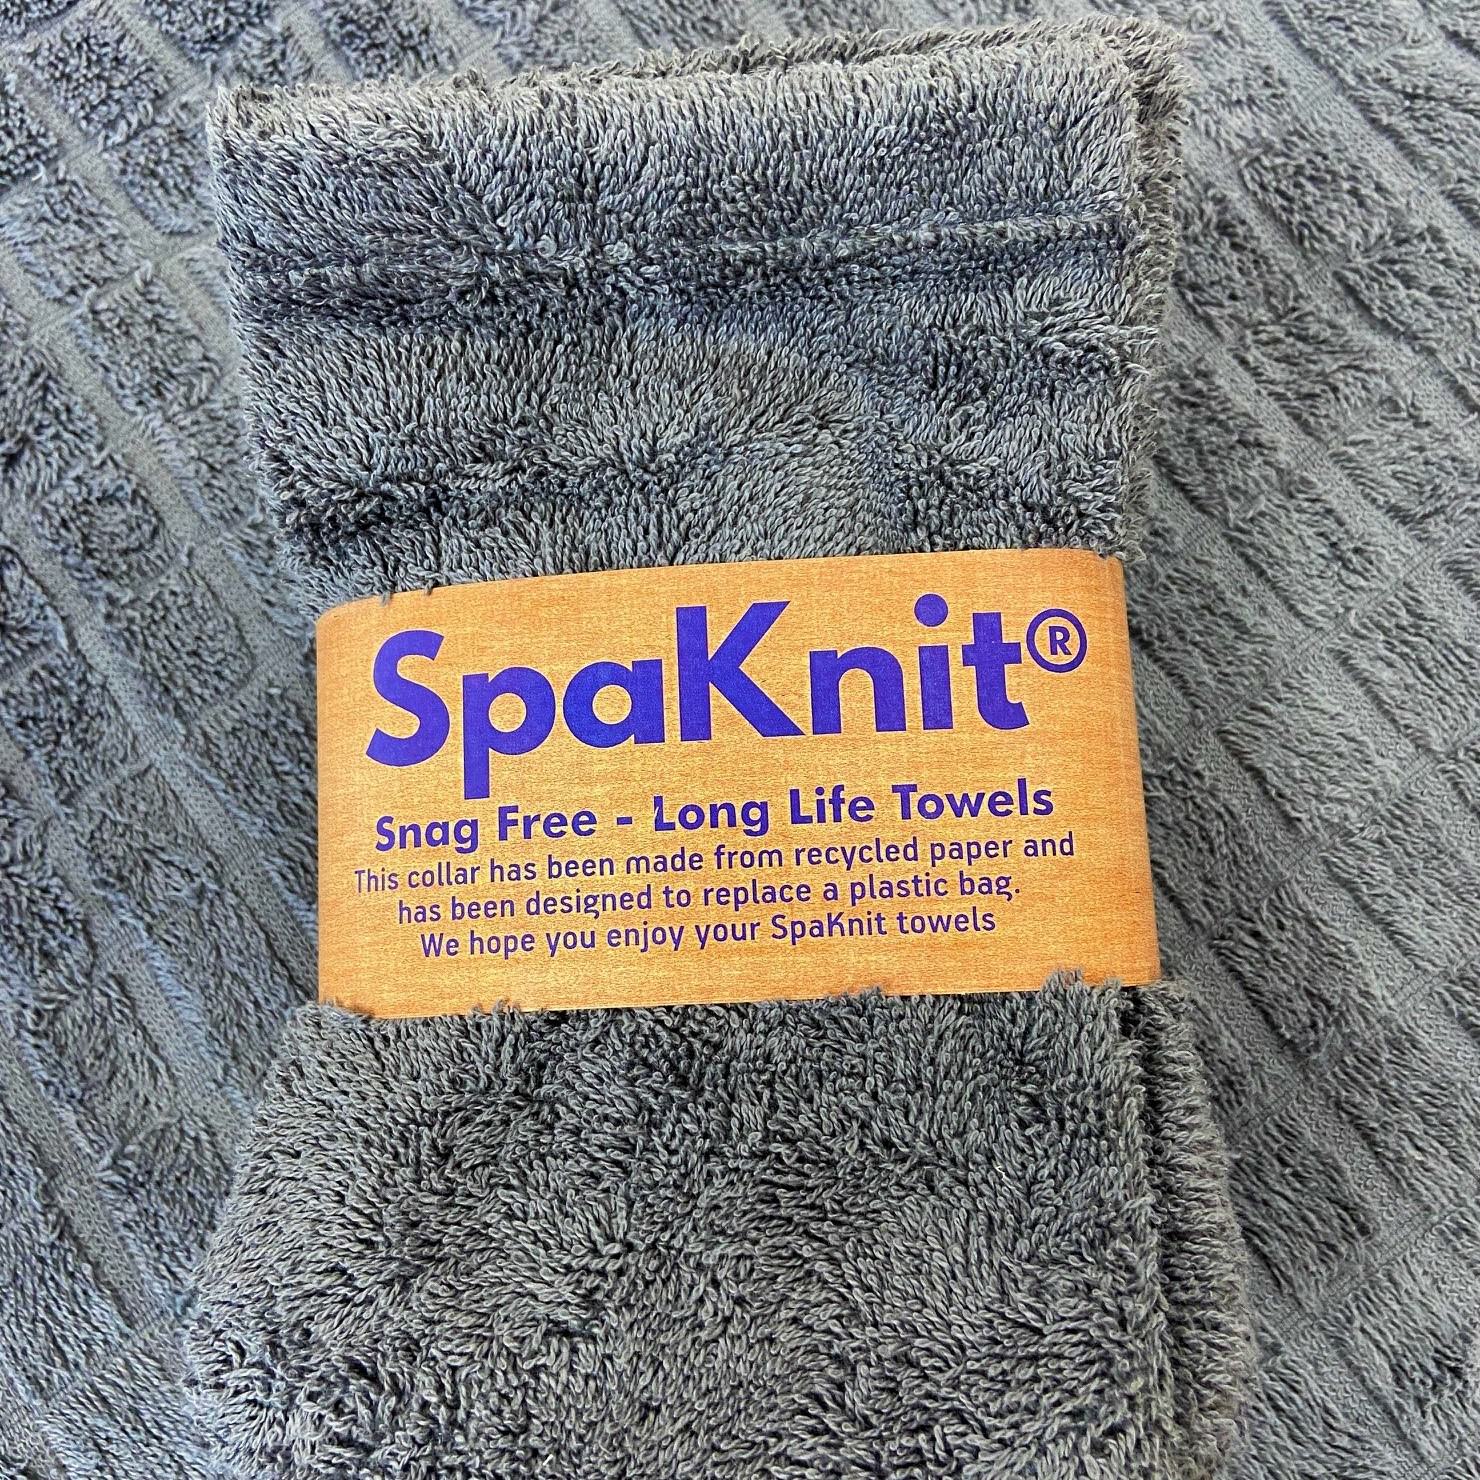 SpaKnit®
Snag Free - Long Life Towels
This collar has been made from recycled paper and
has been designed to replace a plastic bag.
We hope you enjoy your SpaKnit towels